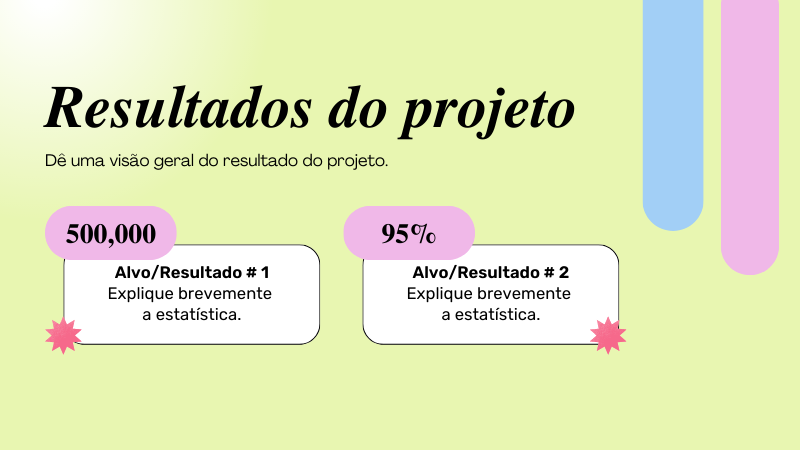 Resultados do projeto
Dê uma visão geral do resultado do projeto.
500,000
Alvo/Resultado # 1
Explique brevemente
a estatística.
95%
Alvo/Resultado # 2
Explique brevemente
a estatística.